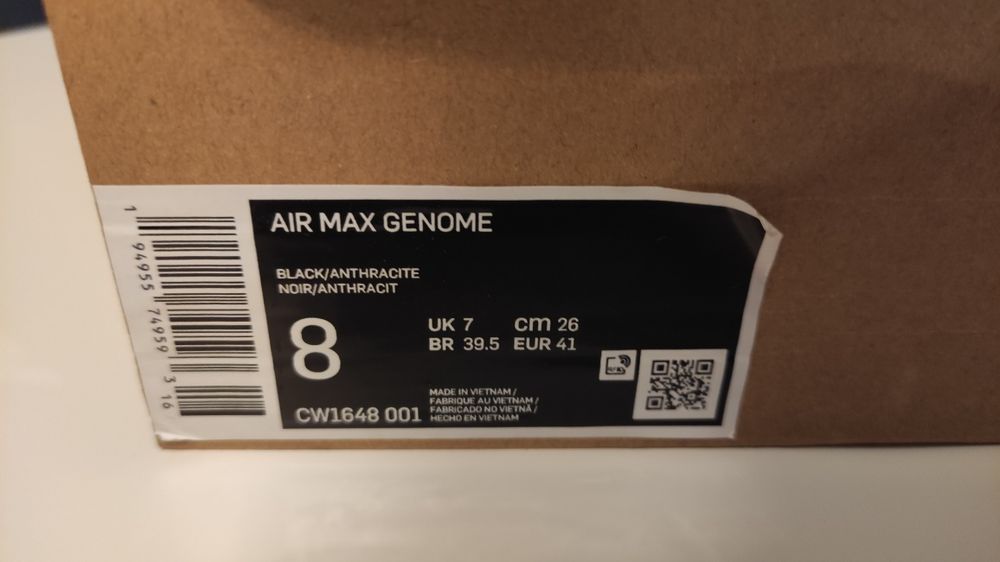 AIR MAX GENOME
BLACK/ANTHRACITE
NOIR/ANTHRACIT
8
UK 7 cm 26
BR 39.5 EUR 41
CW1648 001
MADE IN VIETNAM /
FABRIQUE AU VIETNAM /
FABRICADO NO VIETNÃ /
HECHO EN VIETNAM
1 94955 74959 3 16